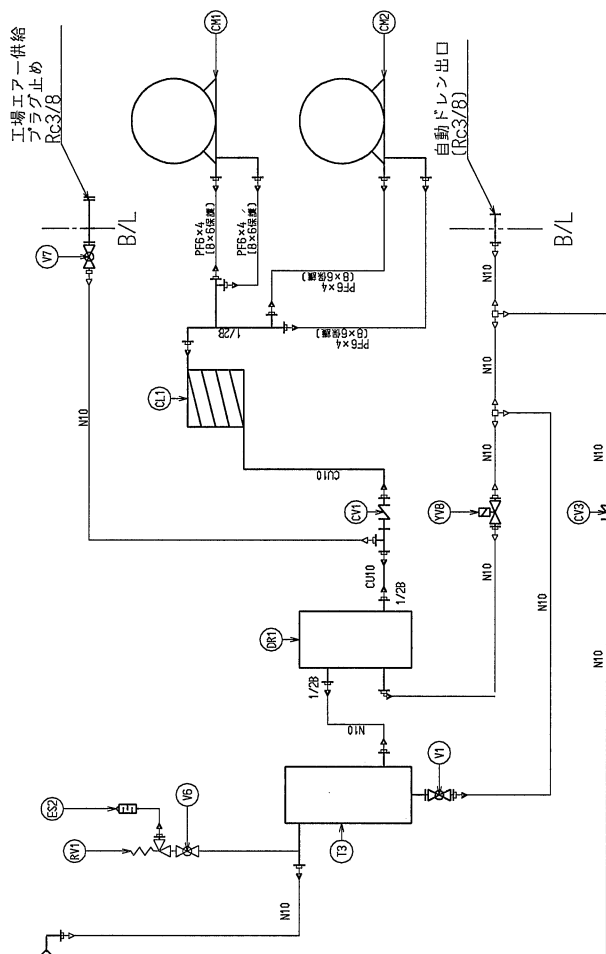 工場エアー供給
プラグ止め
Rc3/8
B/L
V7
CM1
CM2
自動ドレン出口
(Rc3/8)
B/L
PF6×4
(8×6保護)
PF6×4
(8×6保護)
PF6×4
(8×6保護)
PF6×4
(8×6保護)
1/2B
CL1
N10
CU10
CV1
CU10
1/2B
DR1
1/2B
N10
N10
N10
YV8
N10
N10
CV3
N10
N10
ES2
RV1
V6
T3
V1
N10